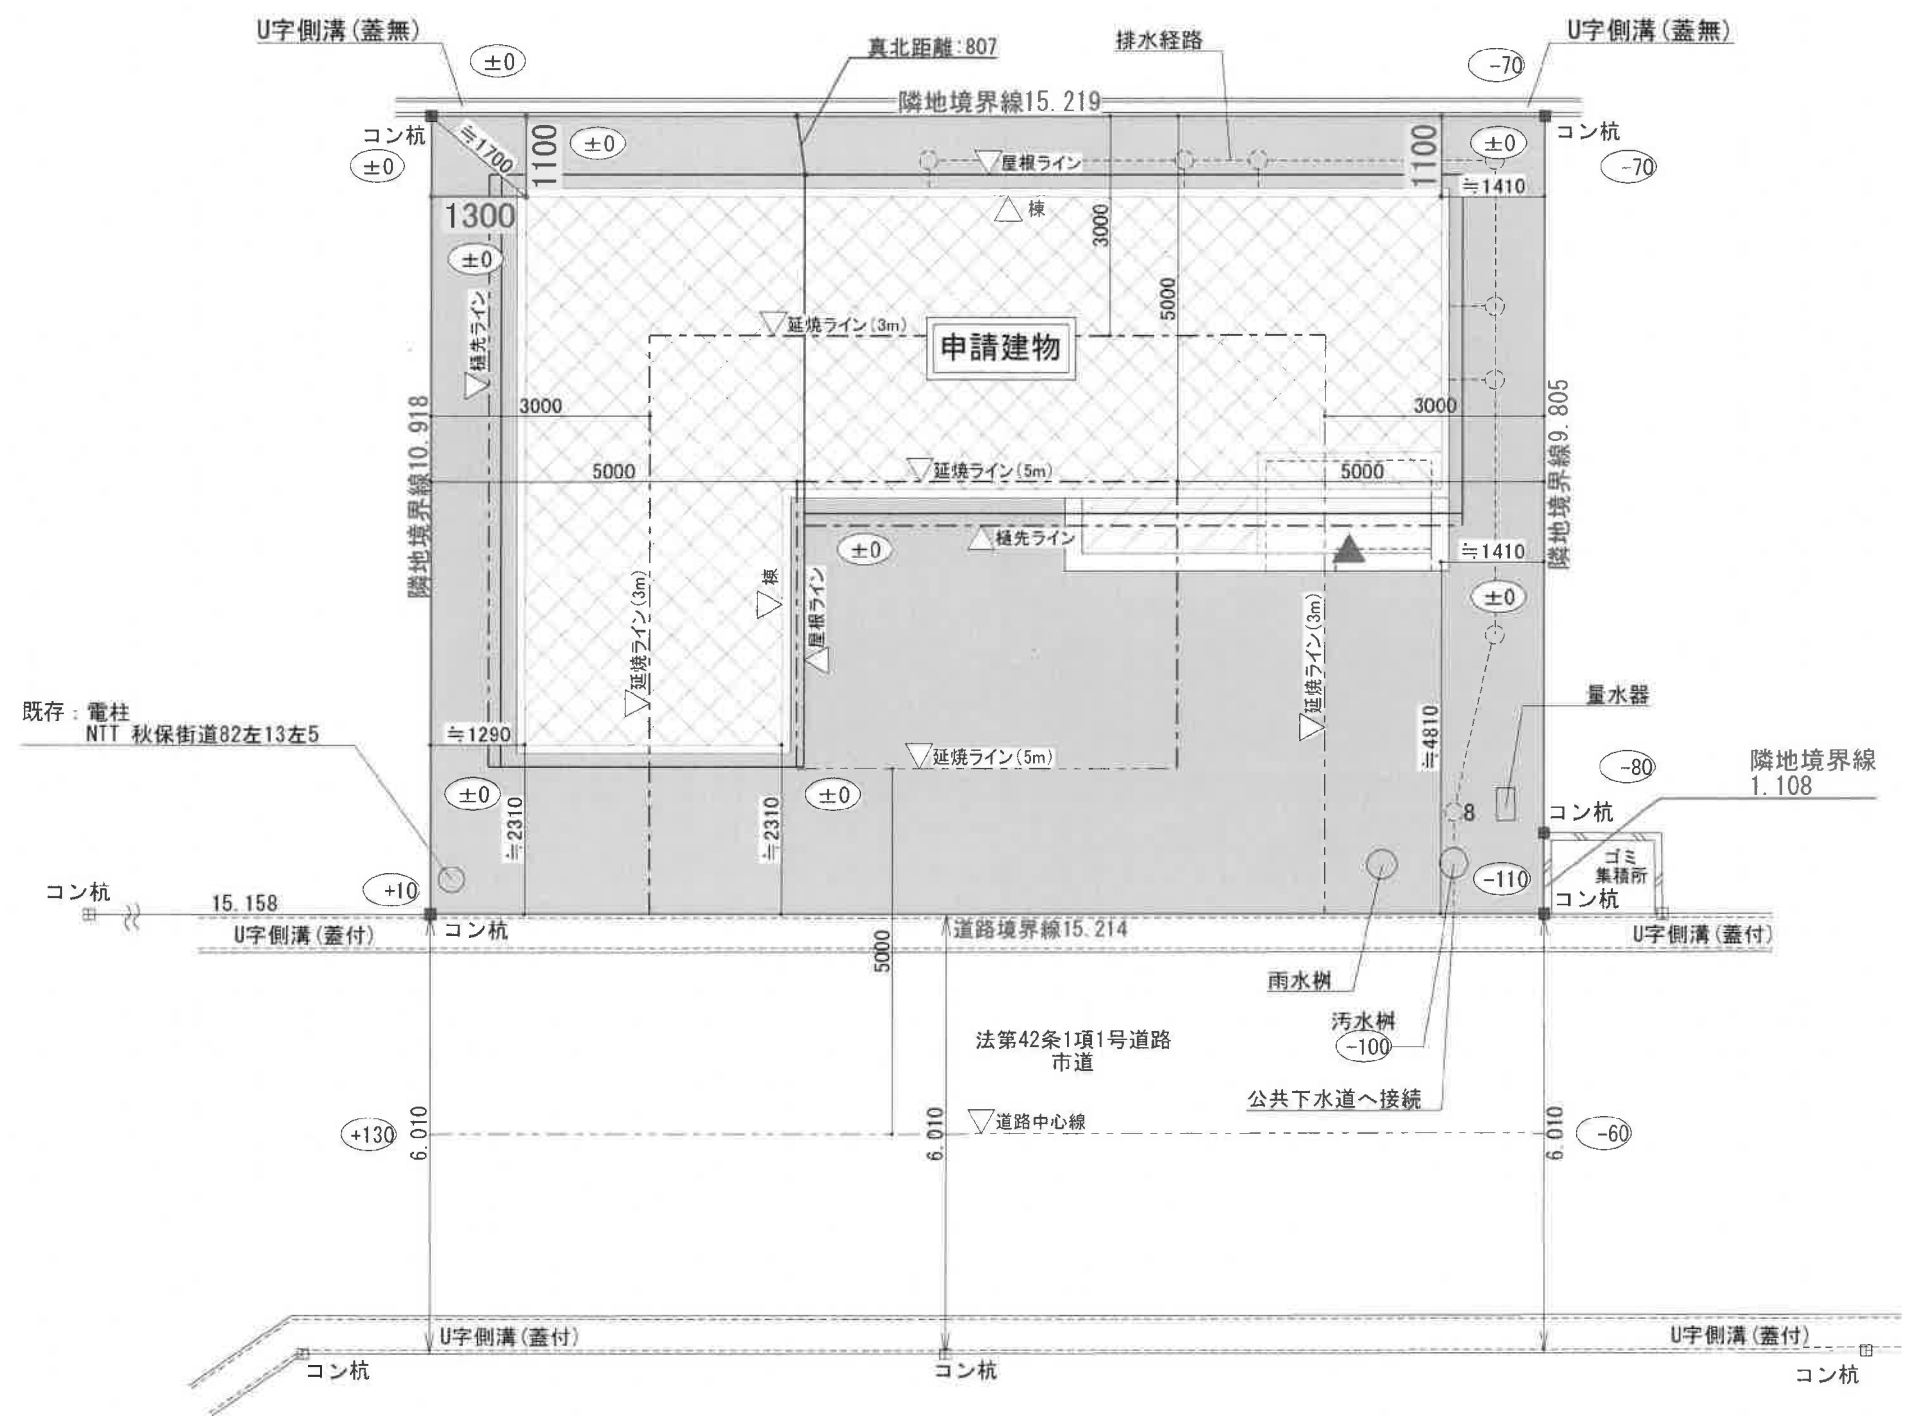 U字側溝(蓋無)
±0
真北距離:807
排水経路
U字側溝(蓋無)
-70
隣地境界線15.219
コン杭
±0
≒1700
1100
±0
屋根ライン
1100
±0
コン杭
-70
≒1410
1300
棟
3000
±0
樋先ライン
5000
延焼ライン(3m)
申請建物
3000
3000
隣地境界線10.918
隣地境界線9.805
5000
延焼ライン(5m)
5000
樋先ライン
±0
≒1410
棟
屋根ライン
延焼ライン(3m)
延焼ライン(3m)
±0
既存:電柱
NTT 秋保街道82左13左5
≒1290
≒4810
量水器
延焼ライン(5m)
-80
隣地境界線
1.108
±0
≒2310
≒2310
±0
8
コン杭
ゴミ
集積所
コン杭
+10
-110
コン杭
15.158
コン杭
U字側溝(蓋付)
道路境界線15.214
U字側溝(蓋付)
5000
雨水桝
汚水桝
-100
法第42条1項1号道路
市道
公共下水道へ接続
+130
6.010
6.010
道路中心線
6.010
-60
U字側溝(蓋付)
U字側溝(蓋付)
コン杭
コン杭
コン杭